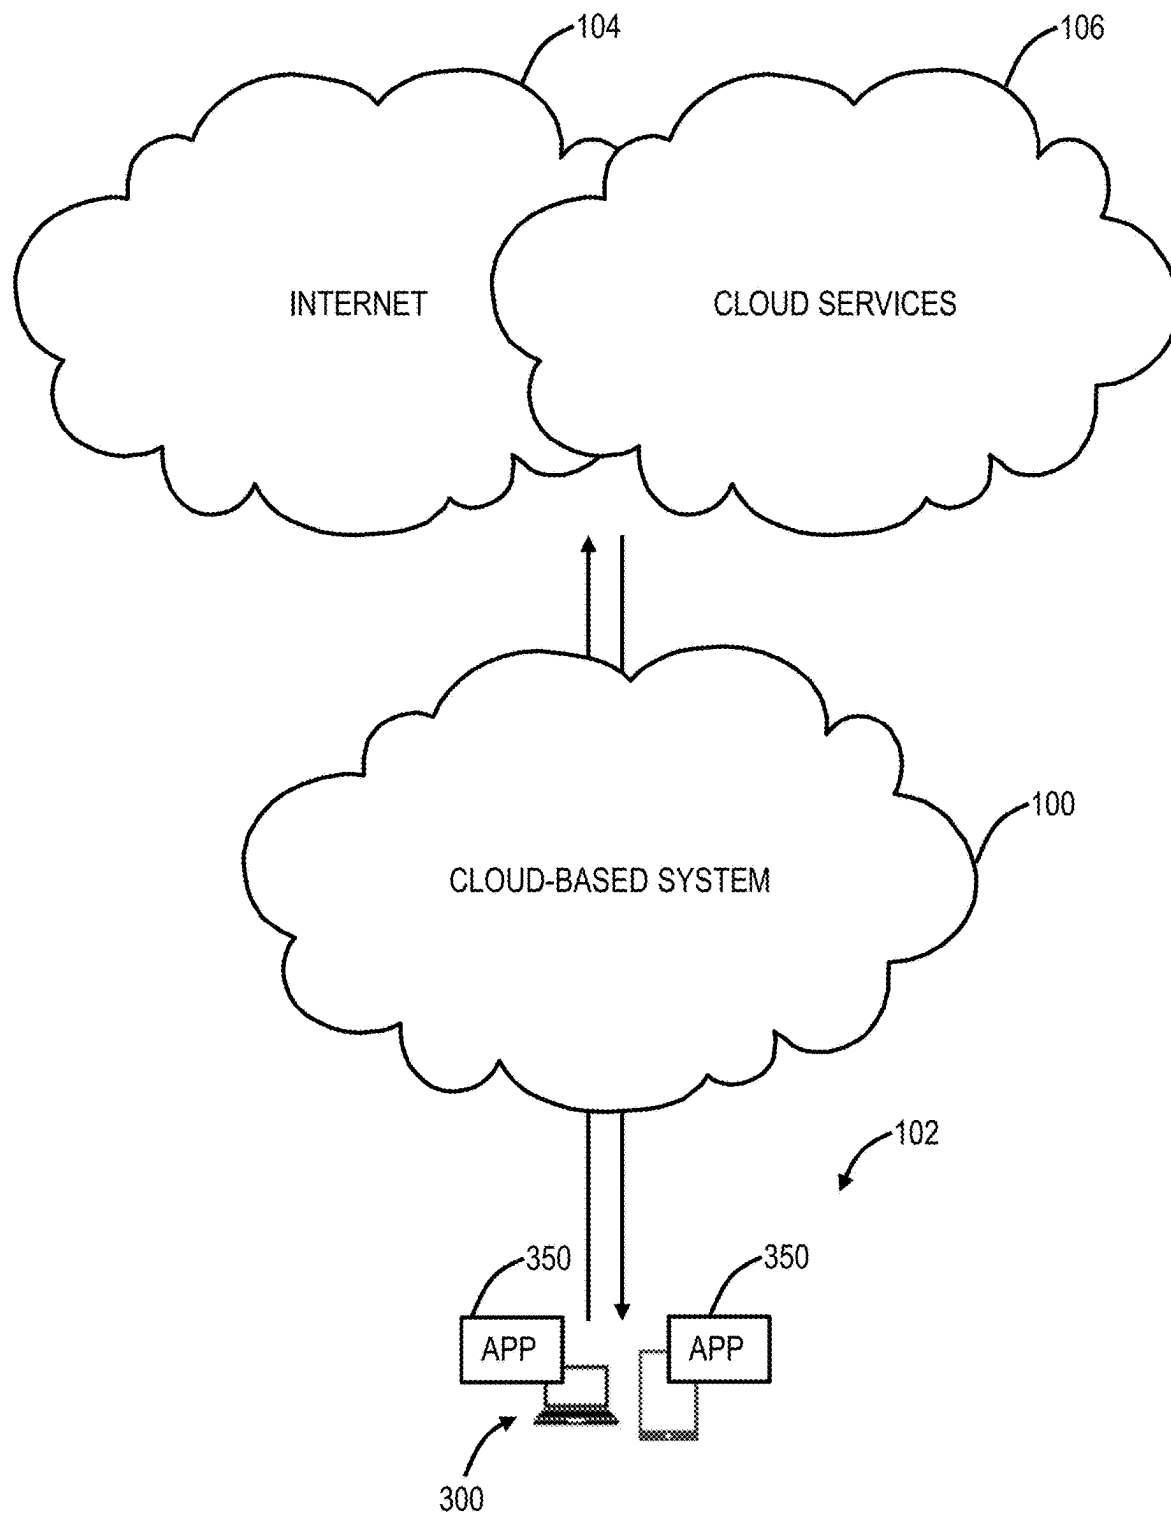 104
106
INTERNET
CLOUD SERVICES
100
CLOUD-BASED SYSTEM
102
350
350
APP
APP
300